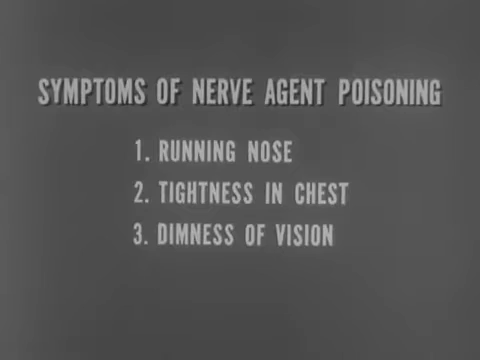 SYMPTOMS OF NERVE AGENT POISONING
1. RUNNING NOSE
2. TIGHTNESS IN CHEST
3. DIMNESS OF VISION